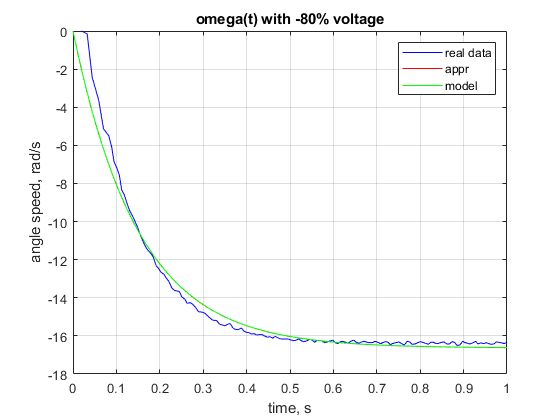 omega(t) with -80% voltage
0
-2
-4
-6
-8
-10
-12
-14
-16
-18
angle speed, rad/s
real data
appr
model
0 0.1 0.2 0.3 0.4 0.5 0.6 0.7 0.8 0.9 1
time, s